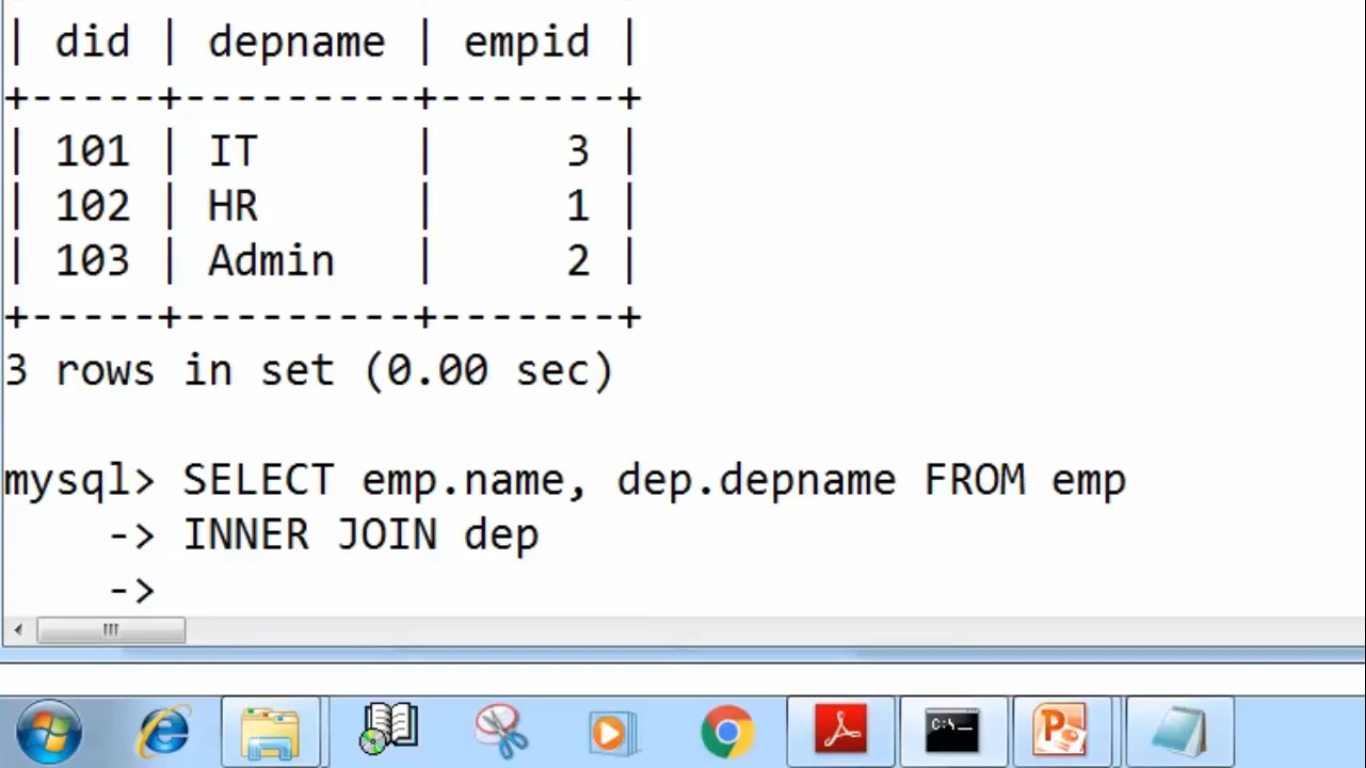 | did | depname | empid |
+-----+---------+-------+
| 101 | IT      |     3 |
| 102 | HR      |     1 |
| 103 | Admin   |     2 |
+-----+---------+-------+
3 rows in set (0.00 sec)
mysql> SELECT emp.name, dep.depname FROM emp
    -> INNER JOIN dep
    ->
C:\_